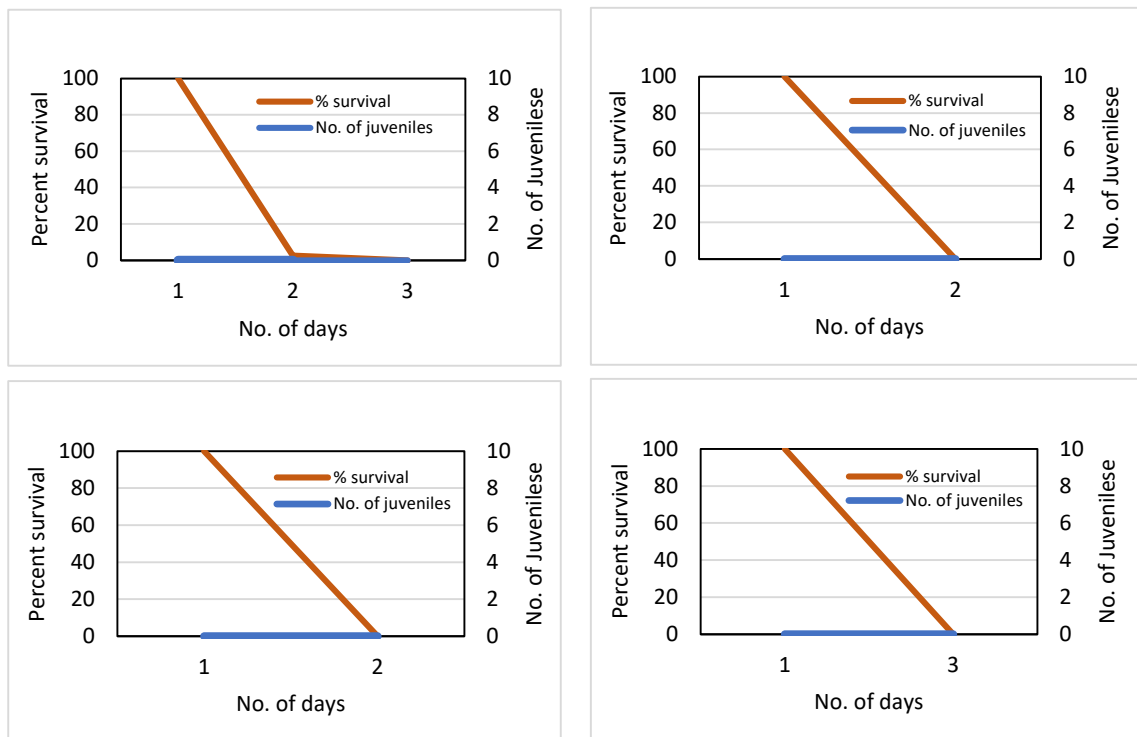 100
80
60
40
20
0
Percent survival
% survival
No. of juveniles
10
8
6
4
2
0
No. of Juvenilese
1 2 3
No. of days
100
80
60
40
20
0
Percent survival
% survival
No. of juveniles
10
8
6
4
2
0
No. of Juvenilese
1 2
No. of days
100
80
60
40
20
0
Percent survival
% survival
No. of juveniles
10
8
6
4
2
0
No. of Juvenilese
1 2
No. of days
100
80
60
40
20
0
Percent survival
% survival
No. of juveniles
10
8
6
4
2
0
No. of Juvenilese
1 3
No. of days